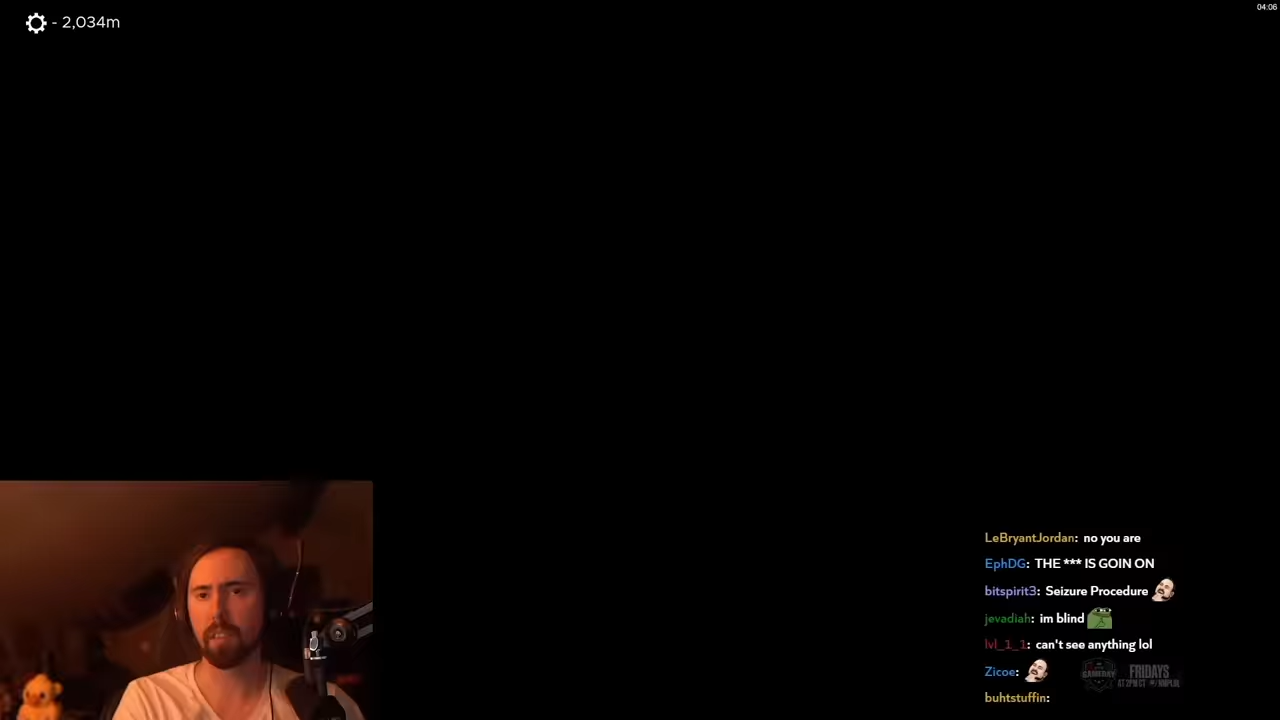 - 2,034m
04:06
LeBryantJordan: no you are
EphDG: THE *** IS GOIN ON
bitspirit3: Seizure Procedure
jevadiah: im blind
lvl_1_1: can't see anything lol
Zicoe:
GAMEDAY
FRIDAYS
buhtstuffin: